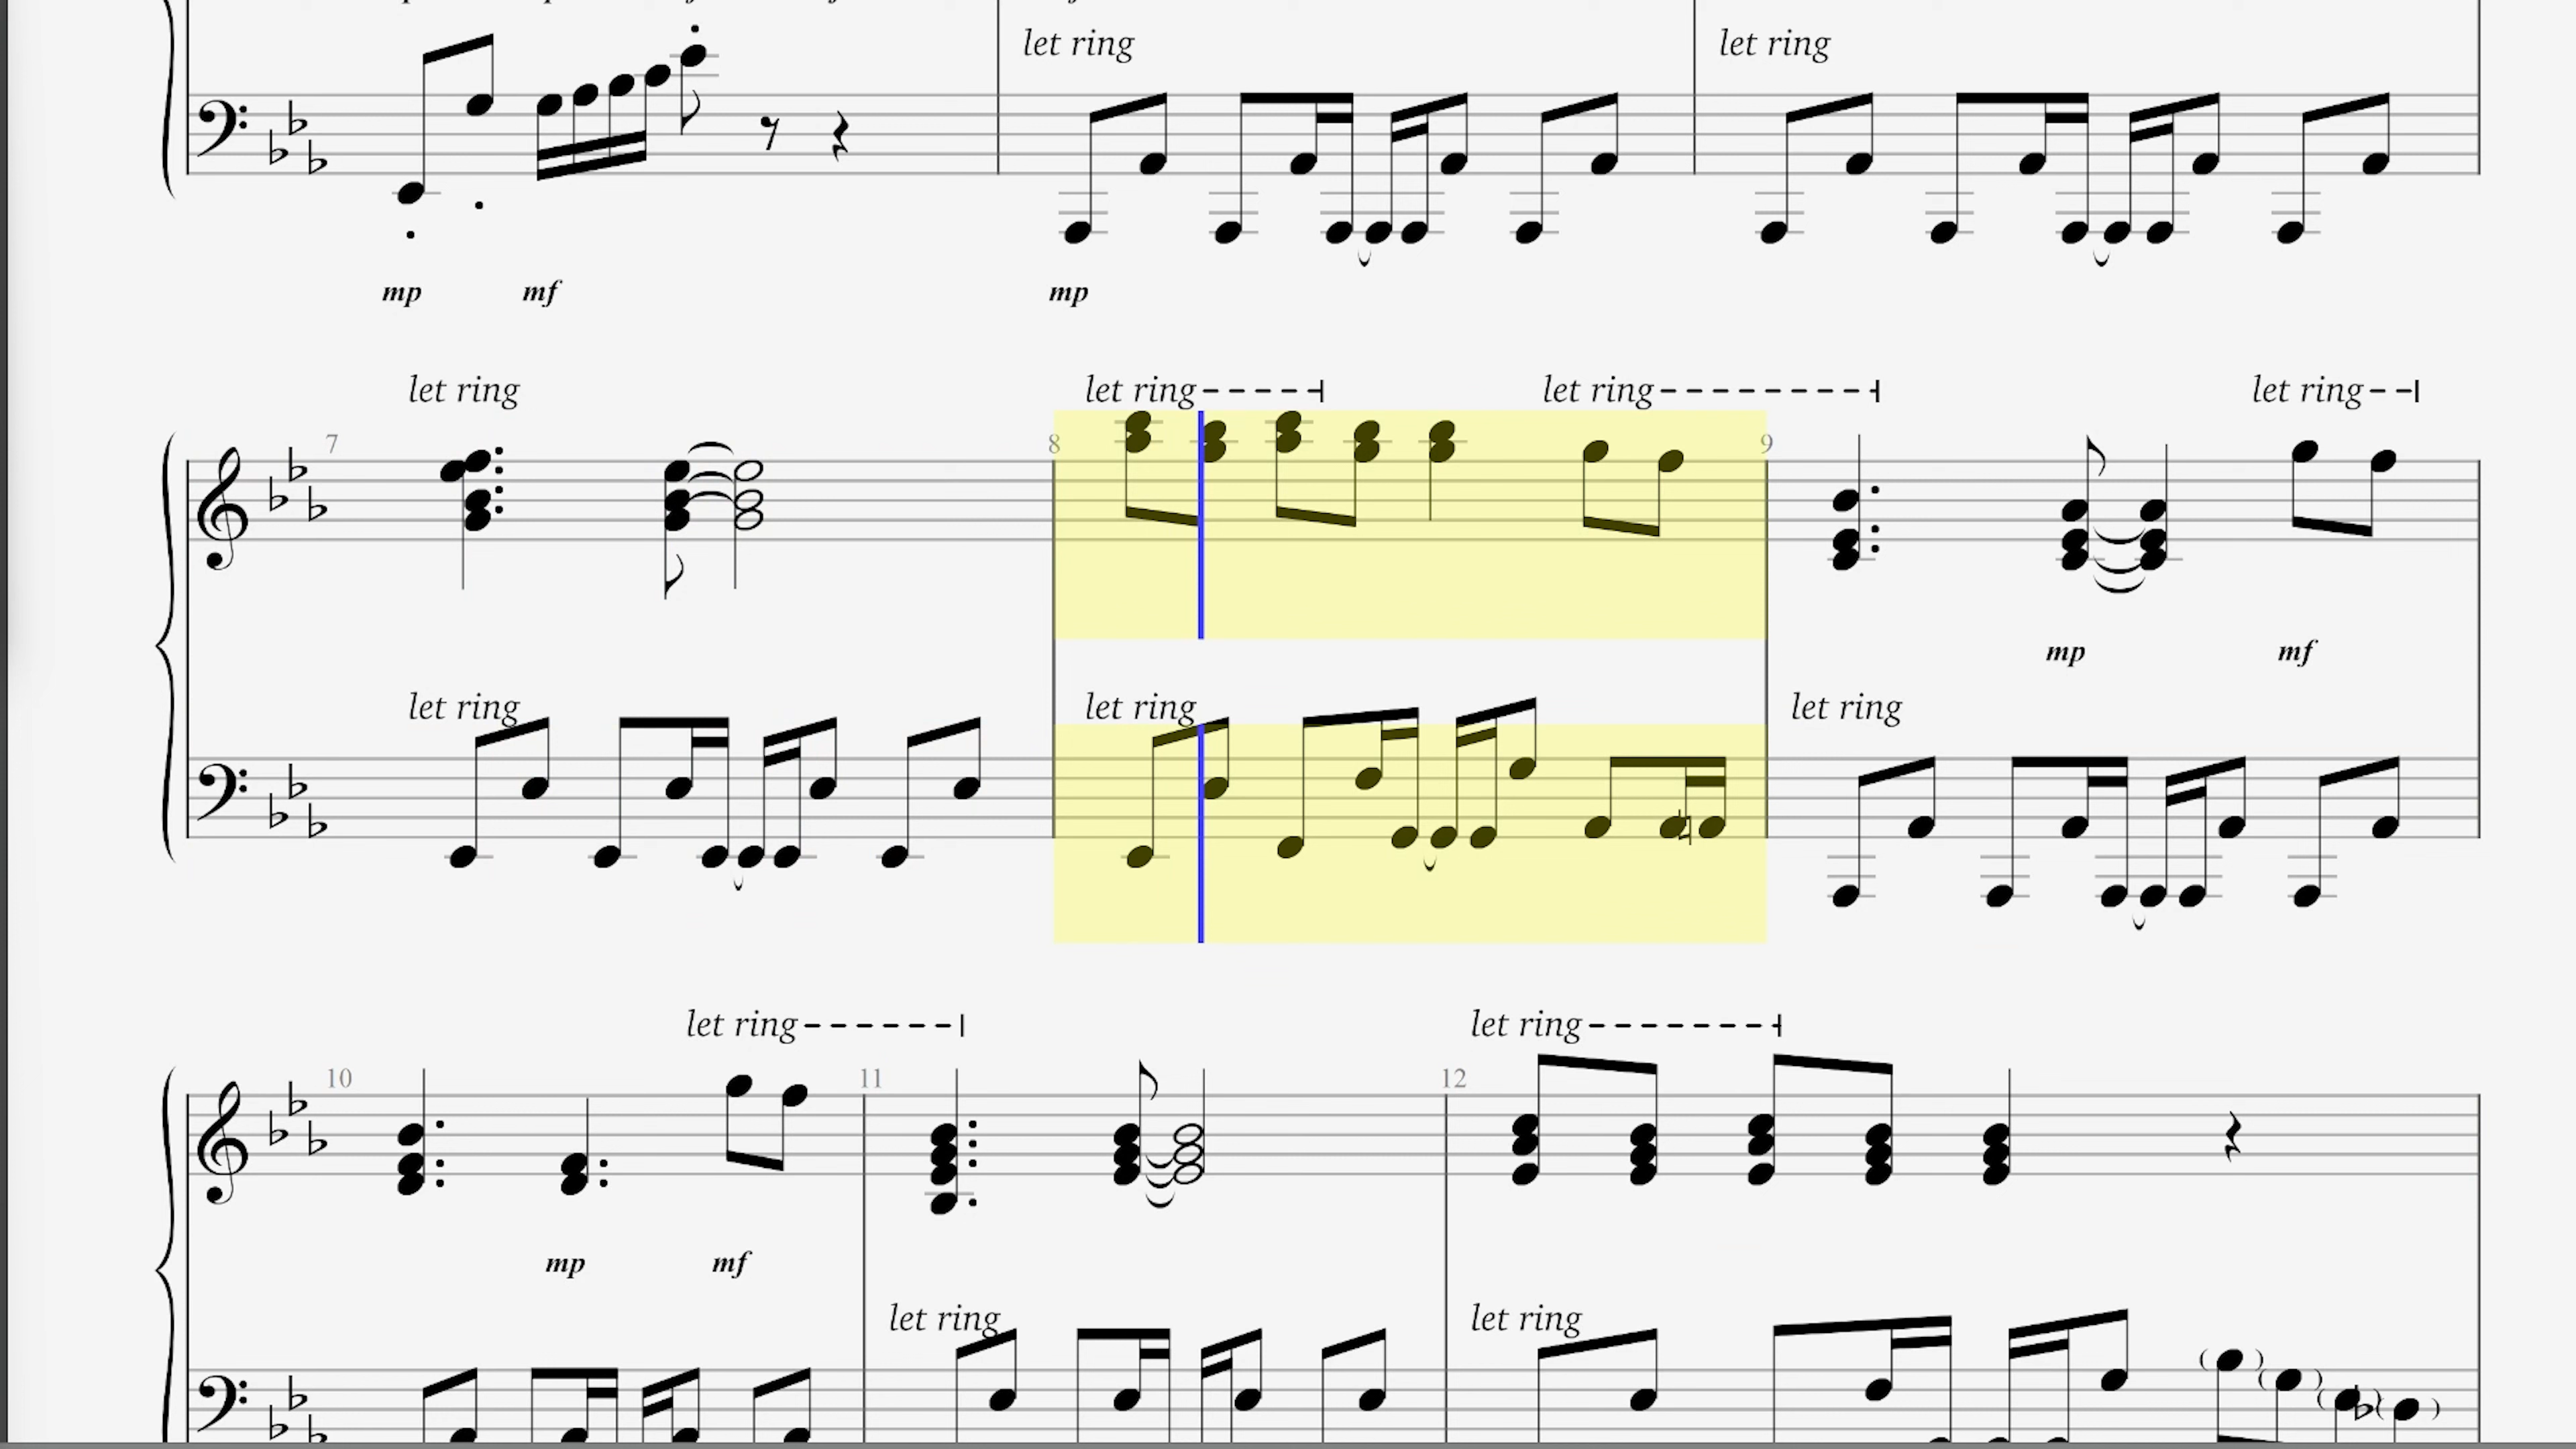 let ring let ring
mp mf mp
let ring let ring let ring let ring
7 8 9
mp mf
let ring let ring let ring
let ring let ring
10 11 12
mp mf
let ring let ring